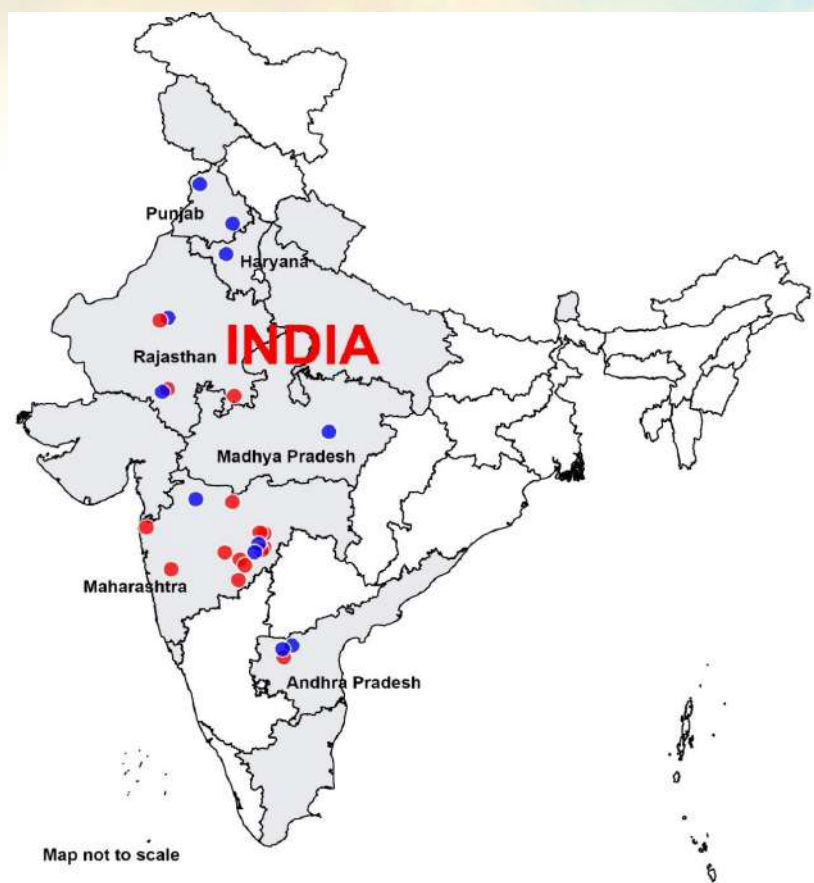 Punjab
Haryana
INDIA
Rajasthan
Madhya Pradesh
Maharashtra
Andhra Pradesh
Map not to scale